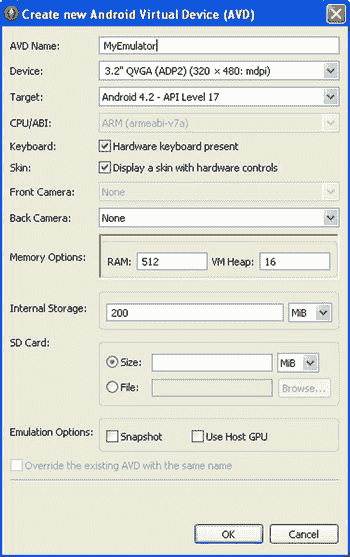 Create new Android Virtual Device (AVD)
AVD Name: MyEmulator
Device: 3.2" QVGA (ADP2) (320 × 480: mdpi)
Target: Android 4.2 - API Level 17
CPU/ABI: ARM (armeabi-v7a)
Keyboard: Hardware keyboard present
Skin: Display a skin with hardware controls
Front Camera: None
Back Camera: None
Memory Options: RAM: 512 VM Heap: 16
Internal Storage: 200 MiB
SD Card:
Size: MiB
File: Browse...
Emulation Options: Snapshot Use Host GPU
Override the existing AVD with the same name
OK Cancel